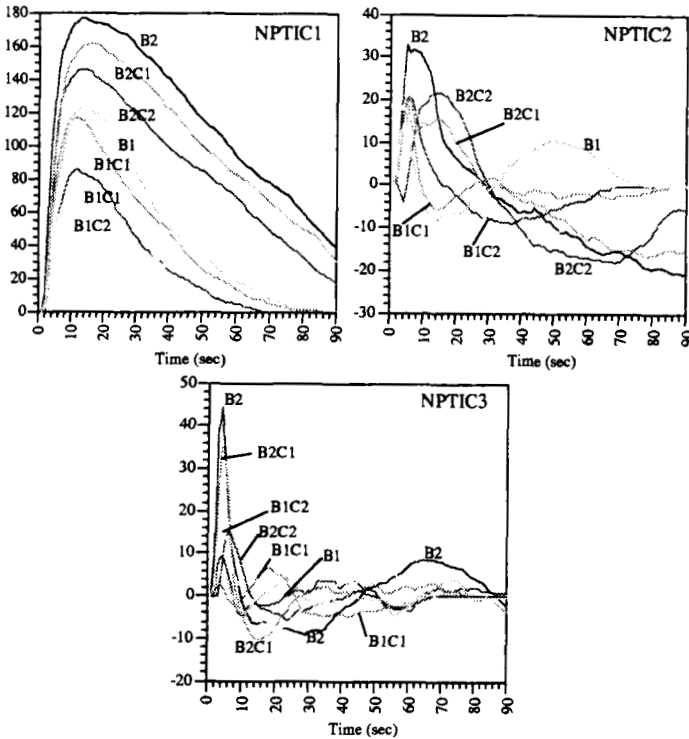 NPTIC1
180
160
140
120
100
80
60
40
20
0
B2
B2C1
B2C2
B1
B1C1
B1C2
0 10 20 30 40 50 60 70 80 90
Time (sec)
NPTIC2
40
30
20
10
0
-10
-20
-30
B2
B2C2
B2C1
B1
B1C1
B1C2
B2C2
0 10 20 30 40 50 60 70 80 90
Time (sec)
NPTIC3
50
40
30
20
10
0
-10
-20
B2
B2C1
B1C2
B2C2
B1C1
B1
B2
B2C1
B2
B1C1
0 10 20 30 40 50 60 70 80 90
Time (sec)